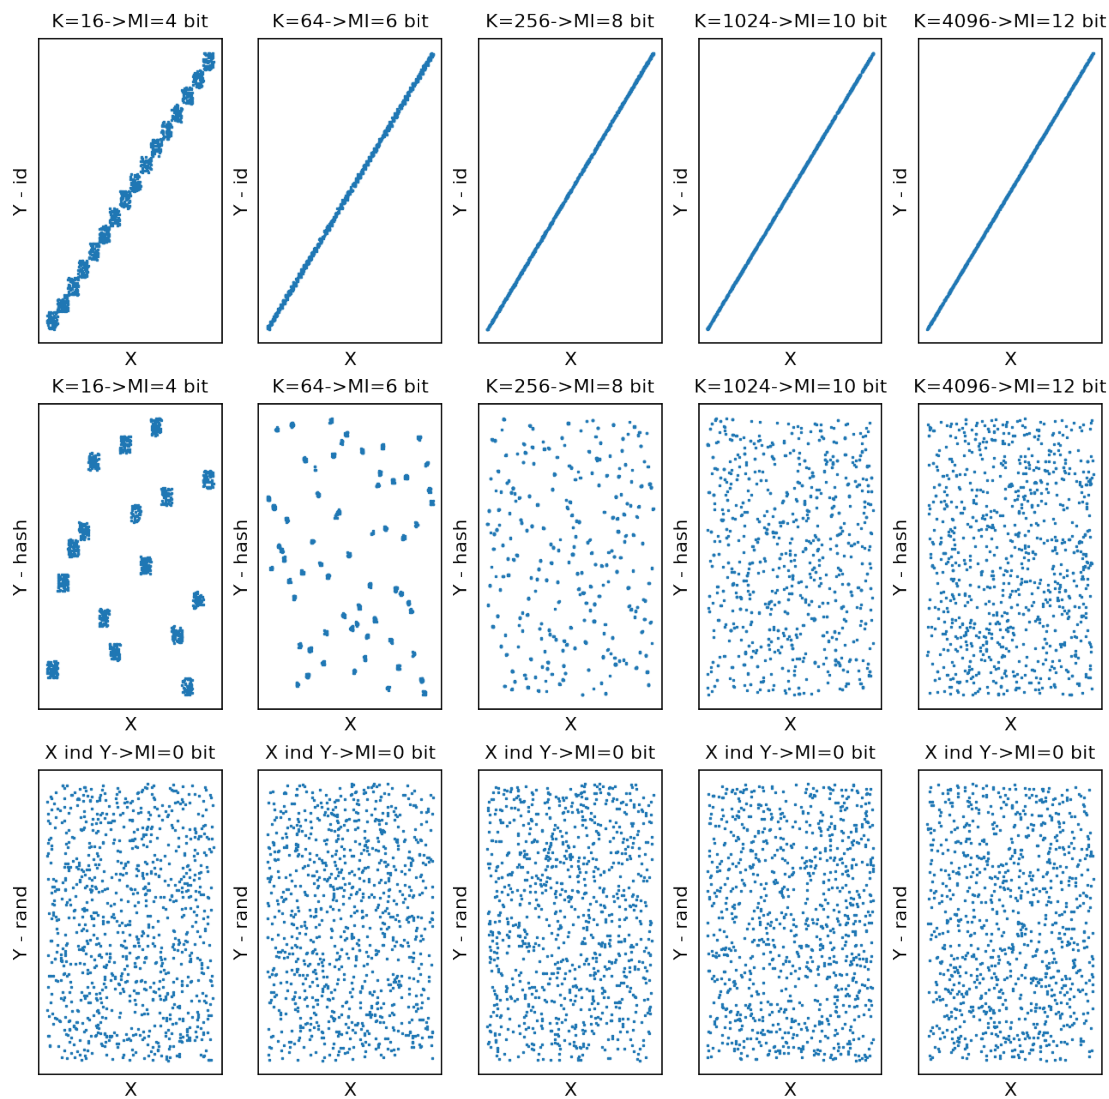 K=16->MI=4 bit
K=64->MI=6 bit
K=256->MI=8 bit
K=1024->MI=10 bit
K=4096->MI=12 bit
Y - id
Y - id
Y - id
Y - id
Y - id
X
X
X
X
X
K=16->MI=4 bit
K=64->MI=6 bit
K=256->MI=8 bit
K=1024->MI=10 bit
K=4096->MI=12 bit
Y - hash
Y - hash
Y - hash
Y - hash
Y - hash
X
X
X
X
X
X ind Y->MI=0 bit
X ind Y->MI=0 bit
X ind Y->MI=0 bit
X ind Y->MI=0 bit
X ind Y->MI=0 bit
Y - rand
Y - rand
Y - rand
Y - rand
Y - rand
X
X
X
X
X